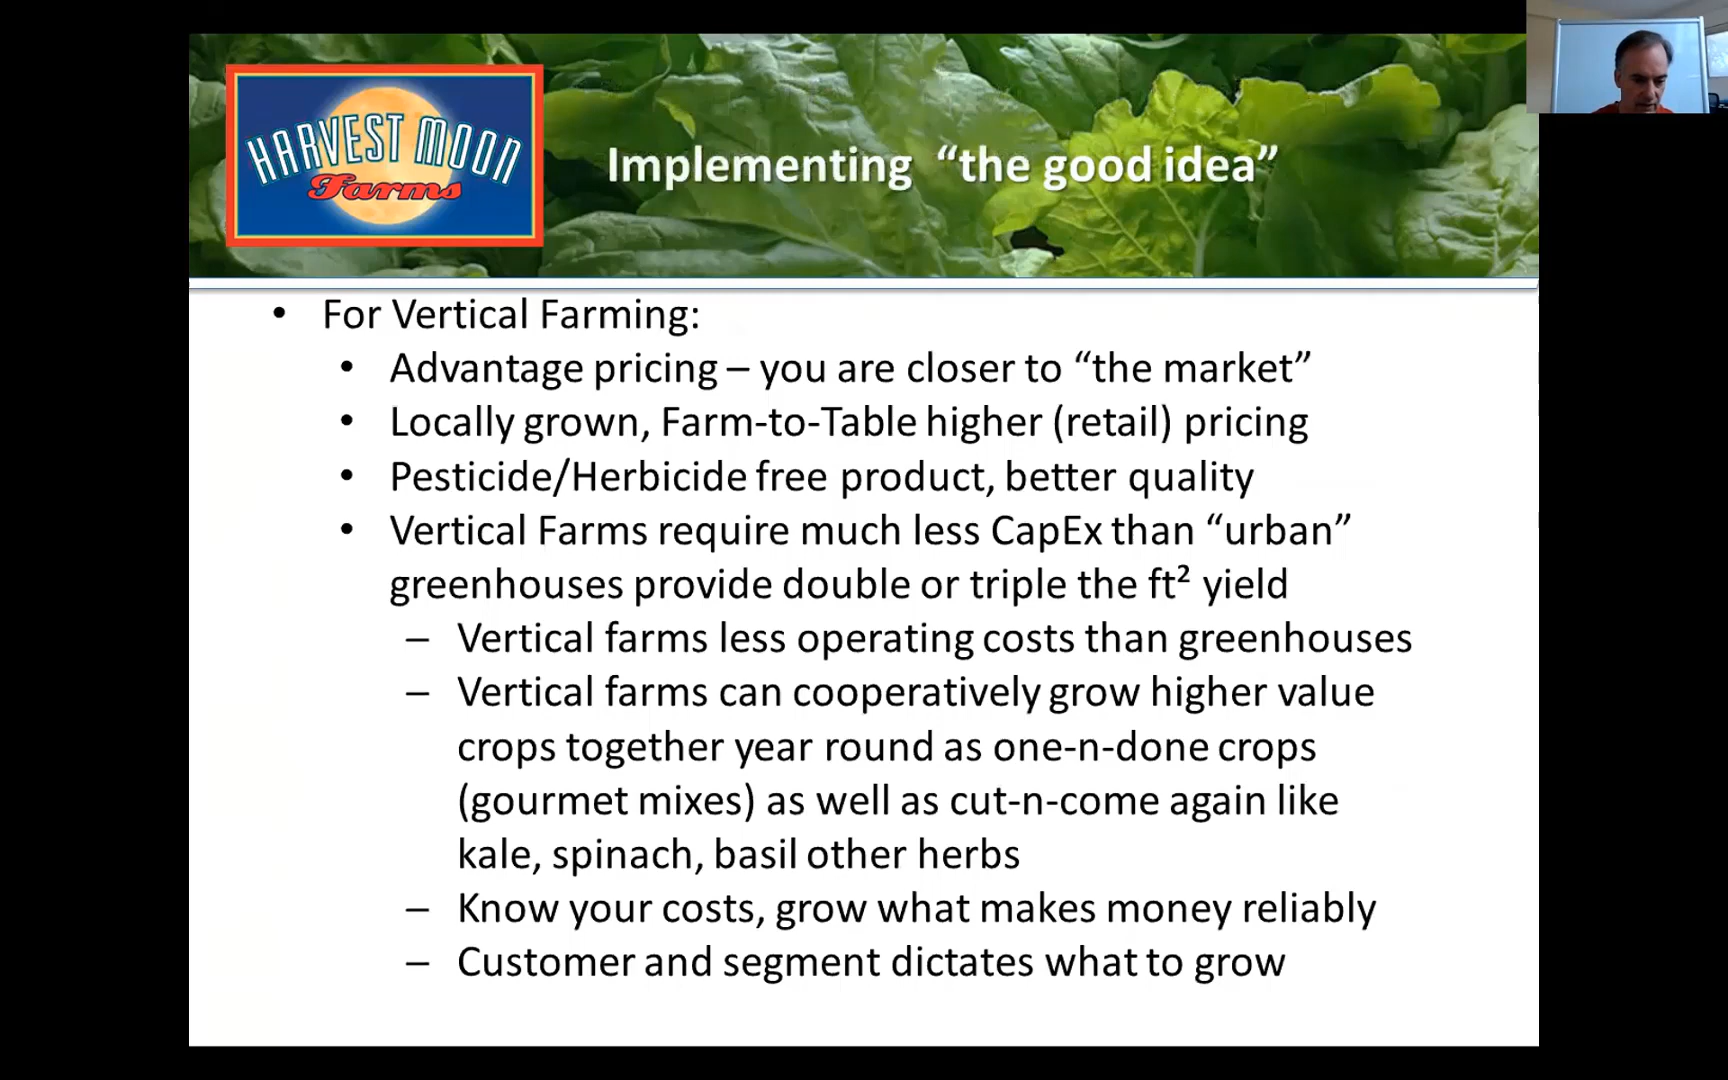 HARVEST MOON
Farms
Implementing “the good idea”
• For Vertical Farming:
• Advantage pricing – you are closer to “the market”
• Locally grown, Farm-to-Table higher (retail) pricing
• Pesticide/Herbicide free product, better quality
• Vertical Farms require much less CapEx than “urban”
greenhouses provide double or triple the ft² yield
– Vertical farms less operating costs than greenhouses
– Vertical farms can cooperatively grow higher value
crops together year round as one-n-done crops
(gourmet mixes) as well as cut-n-come again like
kale, spinach, basil other herbs
– Know your costs, grow what makes money reliably
– Customer and segment dictates what to grow